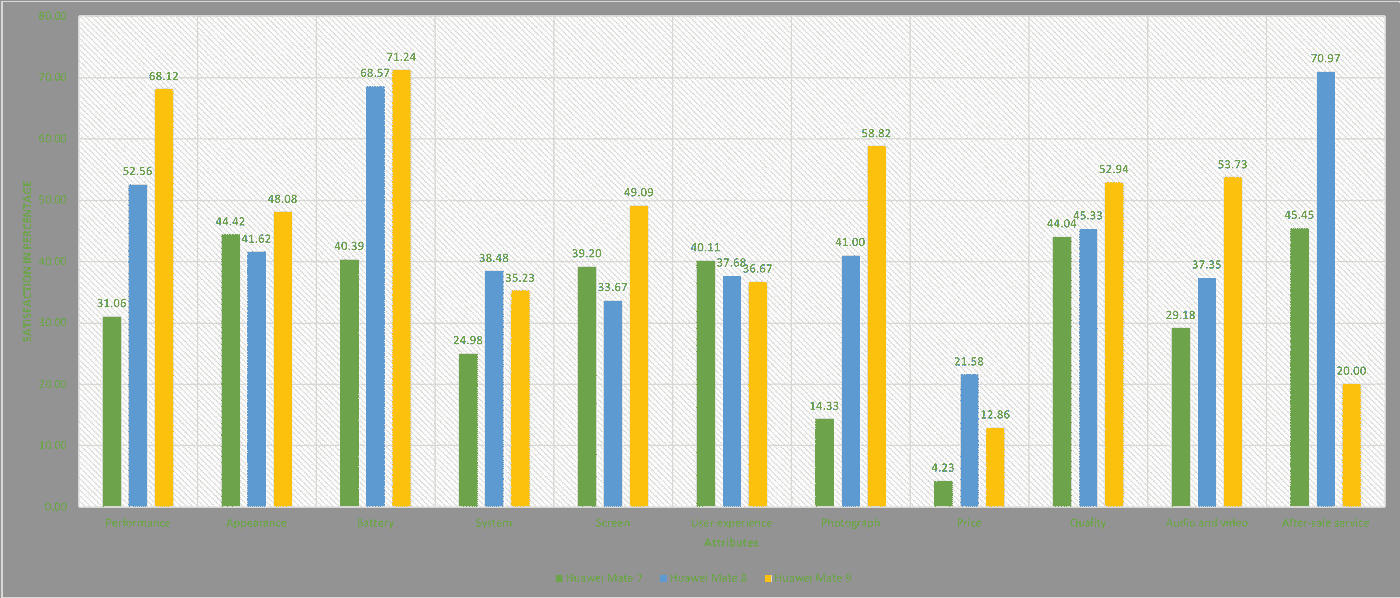 80.00
70.00
60.00
50.00
40.00
30.00
20.00
10.00
0.00
SATISFACTION IN PERCENTAGE
31.06 52.56 68.12
44.42 41.62 48.08
40.39 68.57 71.24
24.98 38.48 35.23
39.20 33.67 49.09
40.11 37.68 36.67
14.33 41.00 58.82
4.23 21.58 12.86
44.04 45.33 52.94
29.18 37.35 53.73
45.45 70.97 20.00
Performance Appearance Battery System Screen User experience Photograph Price Quality Audio and video After-sale service
Attributes
Huawei Mate 7 Huawei Mate 8 Huawei Mate 9